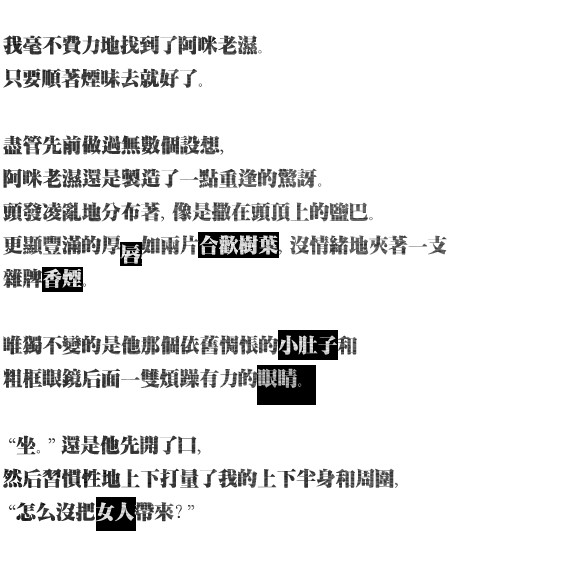 我毫不費力地找到了阿咪老濕。
只要順著煙味去就好了。
盡管先前做過無數個設想,
阿咪老濕還是製造了一點重逢的驚訝。
頭發凌亂地分布著, 像是撒在頭頂上的鹽巴。
更顯豐滿的厚唇如兩片合歡樹葉, 沒情緒地夾著一支
雜牌香煙。
唯獨不變的是他那個依舊惆悵的小肚子和
粗框眼鏡后面一雙煩躁有力的眼睛。
“坐。” 還是他先開了口,
然后習慣性地上下打量了我的上下半身和周圍,
“怎么沒把女人帶來? ”